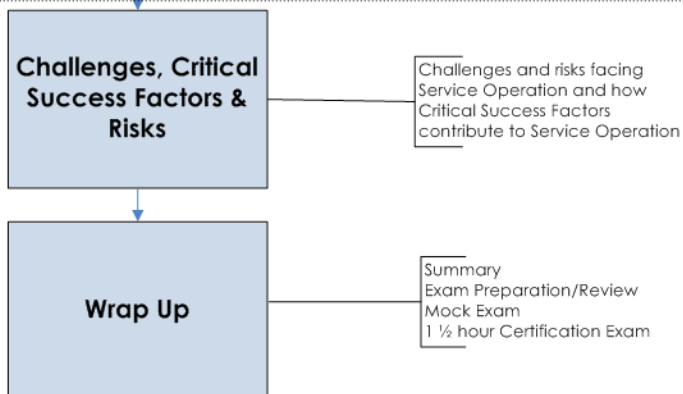 Challenges, Critical
Success Factors &
Risks
Challenges and risks facing
Service Operation and how
Critical Success Factors
contribute to Service Operation
Wrap Up
Summary
Exam Preparation/Review
Mock Exam
1 ½ hour Certification Exam